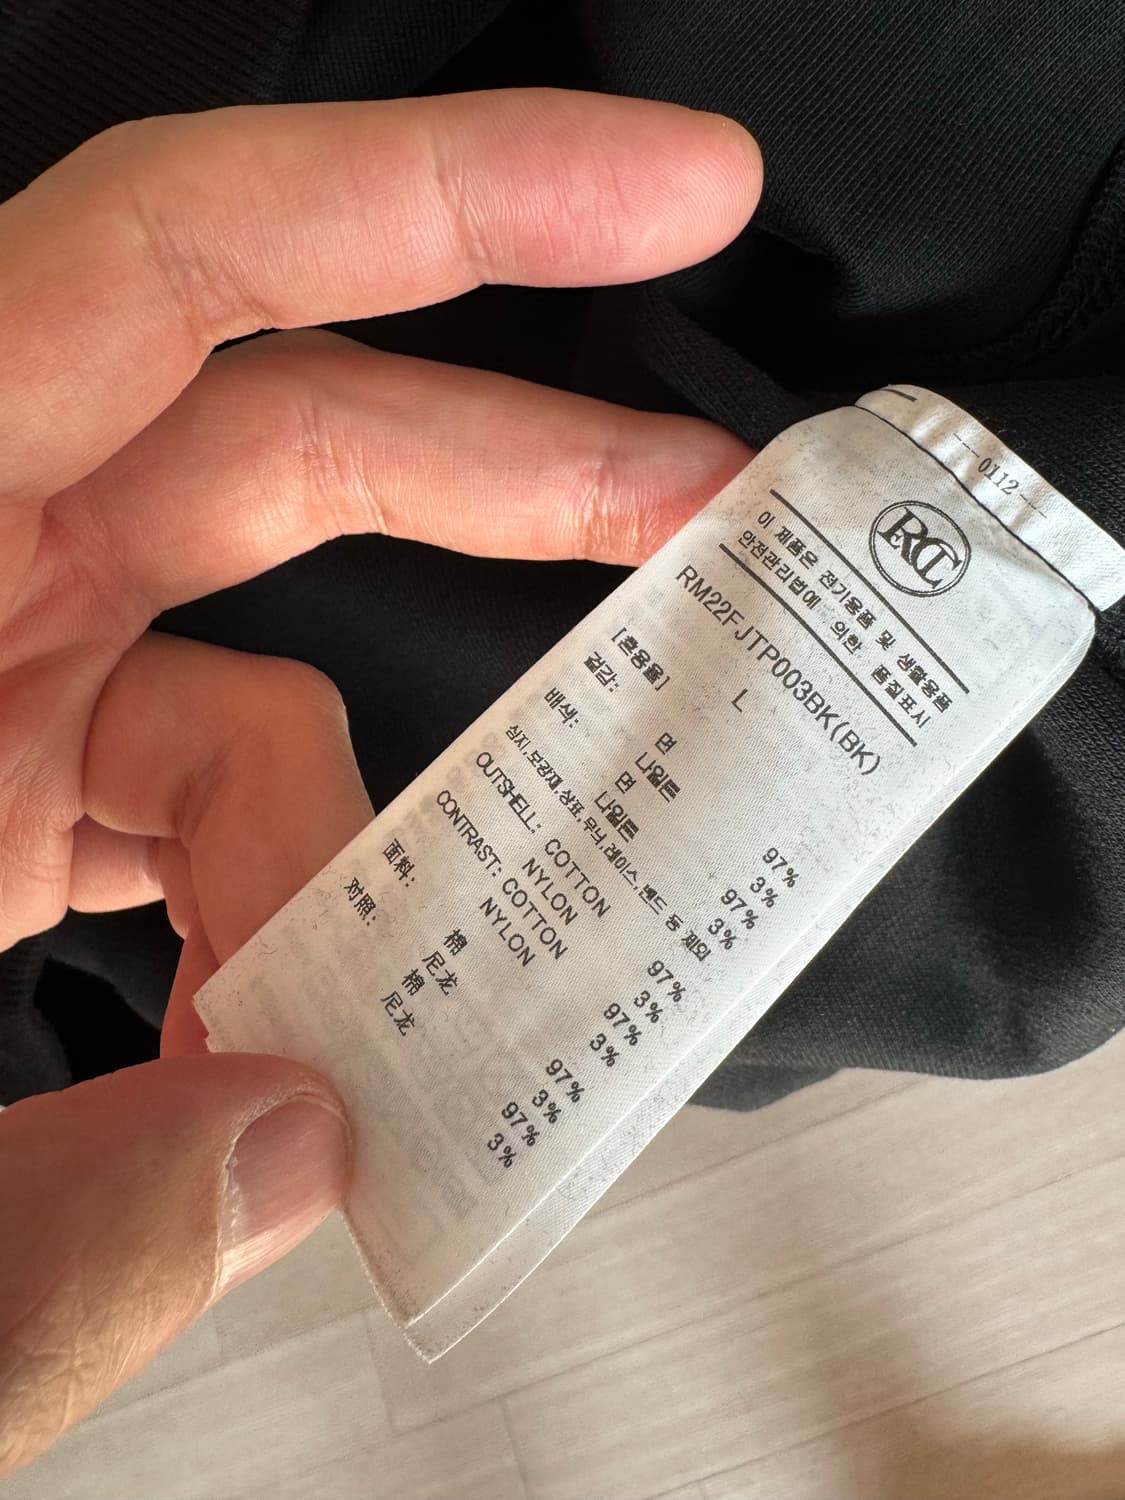 ---0112---
RCT
이 제품은 전기용품 및 생활용품
안전관리법에 의한 품질표시
RM22FJTP003BK(BK)
L
[혼용율]
겉감: 면 97%
나일론 3%
배색: 면 97%
나일론 3%
심지,보강재,상표,무늬,레이스,밴드 등 제외
OUTSHELL: COTTON 97%
NYLON 3%
CONTRAST: COTTON 97%
NYLON 3%
面料: 棉 97%
尼龙 3%
对照: 棉 97%
尼龙 3%